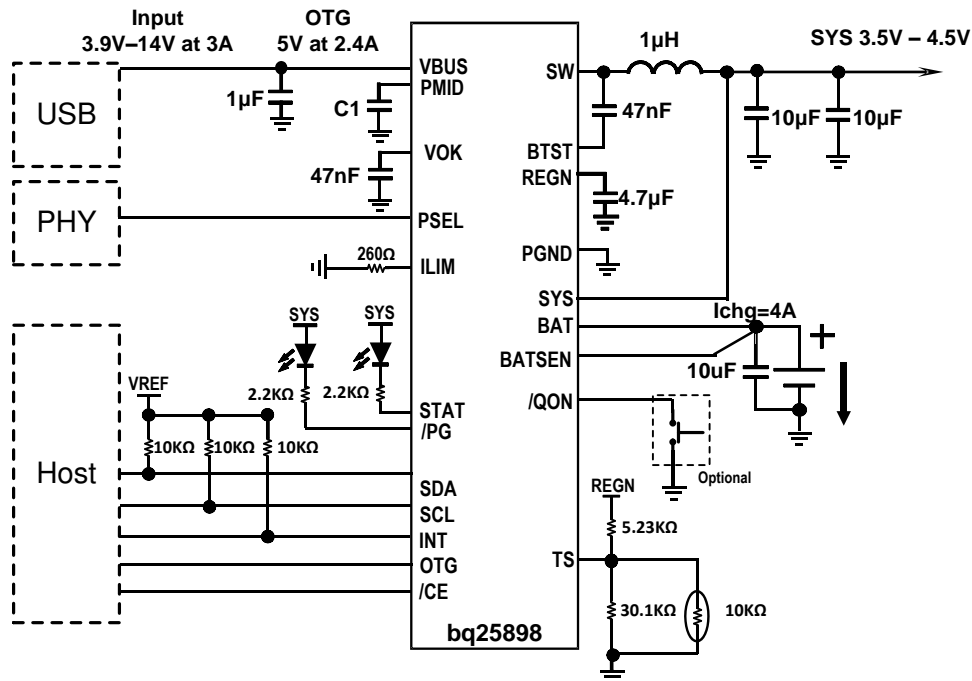 Input
3.9V–14V at 3A
OTG
5V at 2.4A
1µH
SYS 3.5V – 4.5V
USB
1µF
VBUS
PMID
C1
SW
47nF
10µF
10µF
VOK
47nF
BTST
REGN
4.7µF
PHY
PSEL
260Ω
ILIM
PGND
SYS
Ichg=4A
BAT
BATSEN
10uF
+
SYS
SYS
2.2KΩ
2.2KΩ
STAT
/PG
/QON
Optional
VREF
10KΩ
10KΩ
10KΩ
Host
SDA
SCL
INT
OTG
/CE
REGN
5.23KΩ
TS
30.1KΩ
10KΩ
bq25898